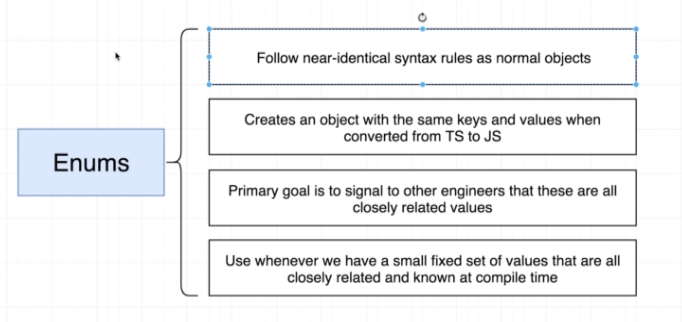 Enums
Follow near-identical syntax rules as normal objects
Creates an object with the same keys and values when
converted from TS to JS
Primary goal is to signal to other engineers that these are all
closely related values
Use whenever we have a small fixed set of values that are all
closely related and known at compile time